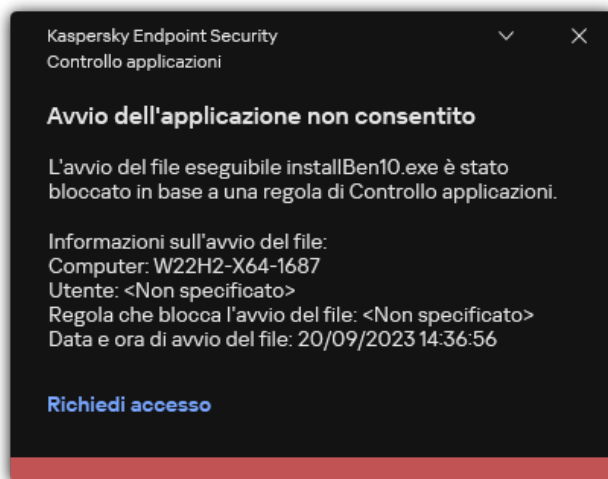 Kaspersky Endpoint Security
Controllo applicazioni
Avvio dell'applicazione non consentito
L'avvio del file eseguibile installBen10.exe è stato
bloccato in base a una regola di Controllo applicazioni.
Informazioni sull'avvio del file:
Computer: W22H2-X64-1687
Utente: <Non specificato>
Regola che blocca l'avvio del file: <Non specificato>
Data e ora di avvio del file: 20/09/2023 14:36:56
Richiedi accesso